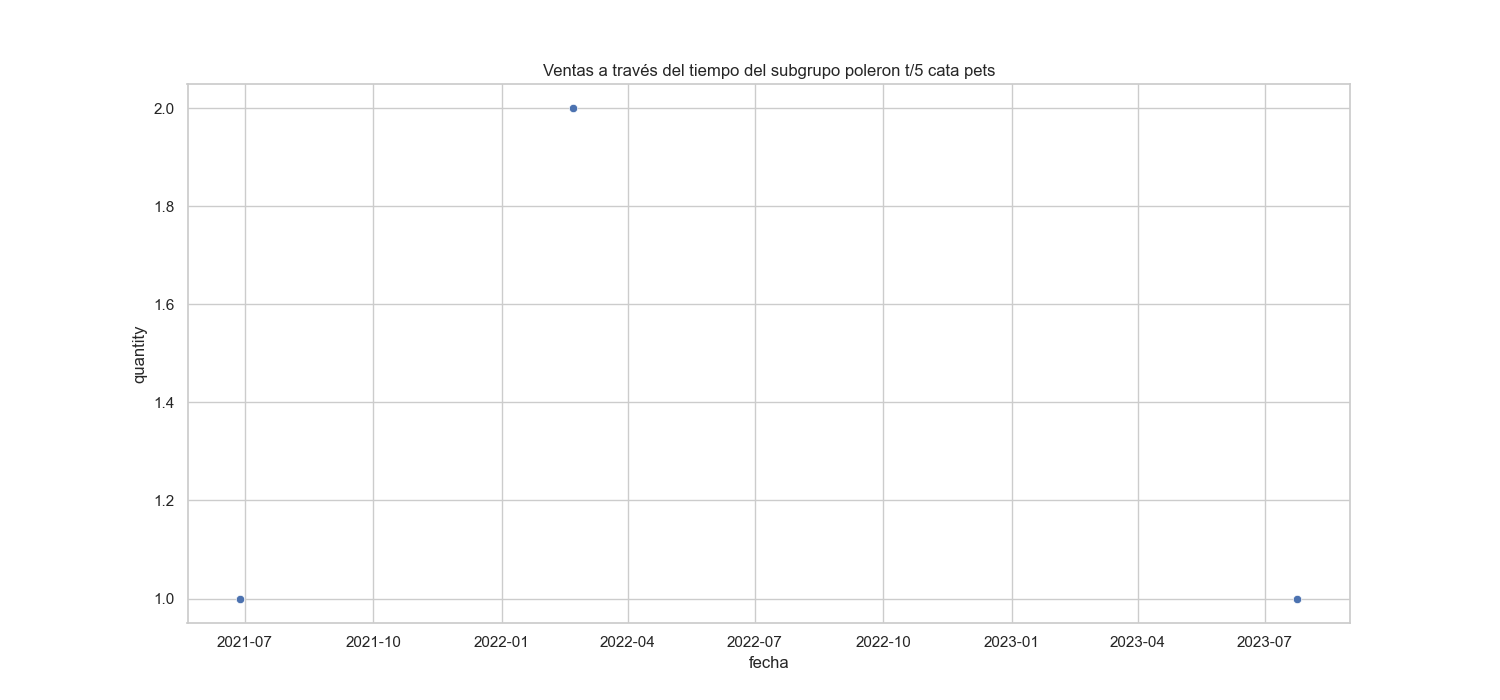 Ventas a través del tiempo del subgrupo poleron t/5 cata pets
2.0
1.8
1.6
1.4
1.2
1.0
quantity
2021-07 2021-10 2022-01 2022-04 2022-07 2022-10 2023-01 2023-04 2023-07
fecha